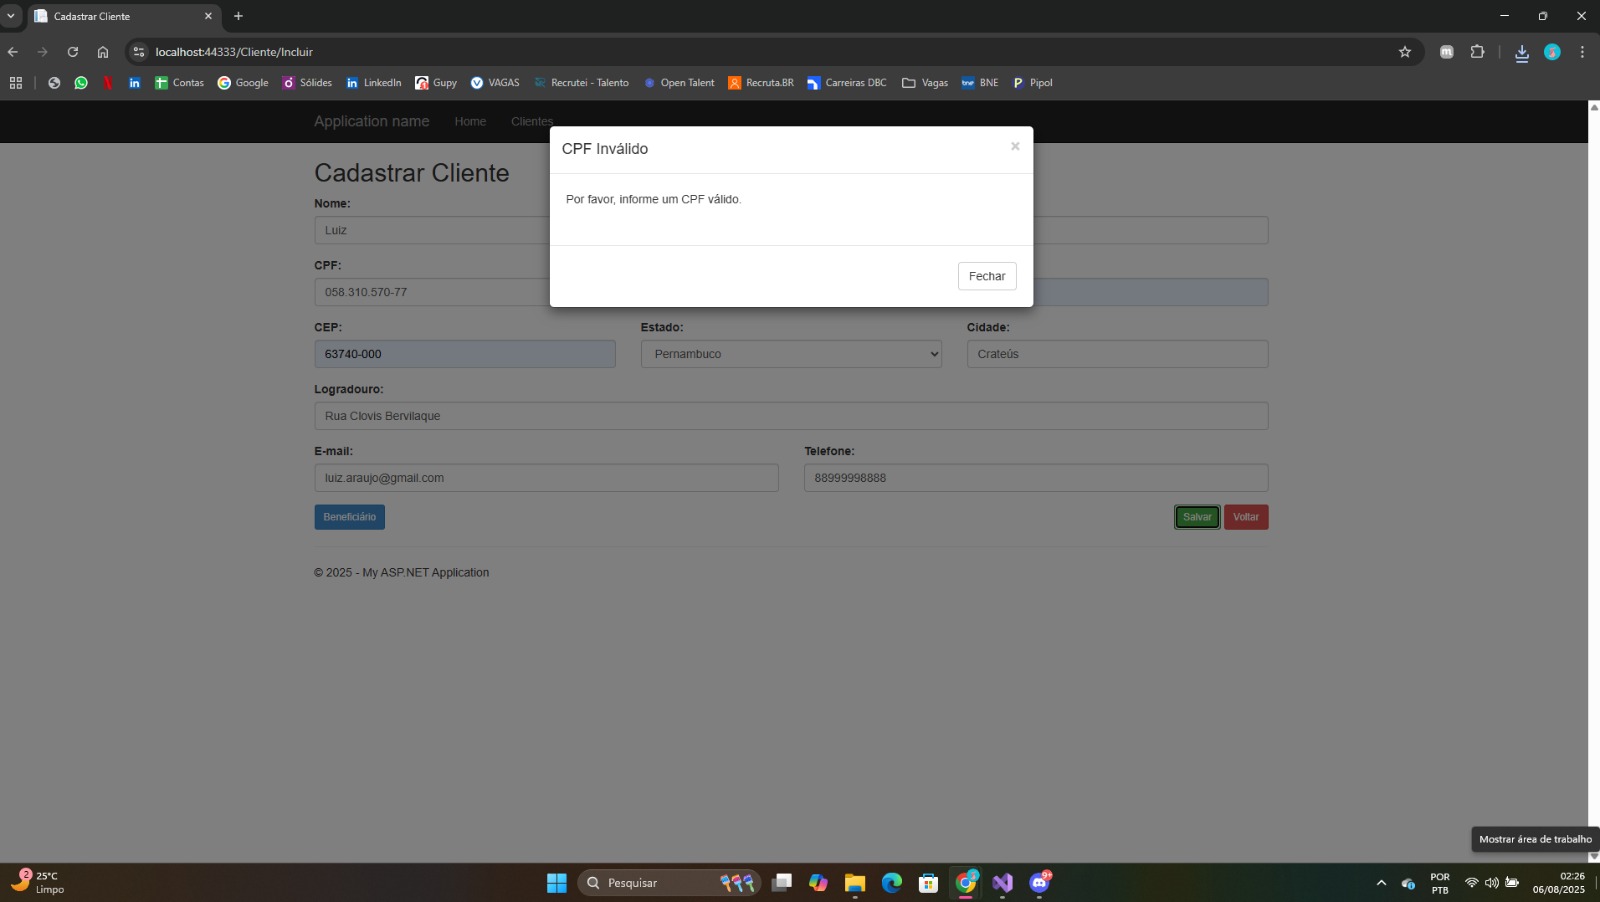 Cadastrar Cliente
localhost:44333/Cliente/Incluir
Contas
Google
Sólides
LinkedIn
Gupy
VAGAS
Recrutei - Talento
Open Talent
Recruta.BR
Carreiras DBC
Vagas
BNE
Pipol
Application name
Home
Clientes
CPF Inválido
×
Por favor, informe um CPF válido.
Fechar
Cadastrar Cliente
Nome:
Luiz
CPF:
058.310.570-77
CEP:
Estado:
Cidade:
63740-000
Pernambuco
Crateús
Logradouro:
Rua Clovis Bervilaque
E-mail:
Telefone:
luiz.araujo@gmail.com
88999998888
Beneficiário
Salvar
Voltar
© 2025 - My ASP.NET Application
Mostrar área de trabalho
2
25°C
Limpo
Pesquisar
9+
POR
PTB
02:26
06/08/2025